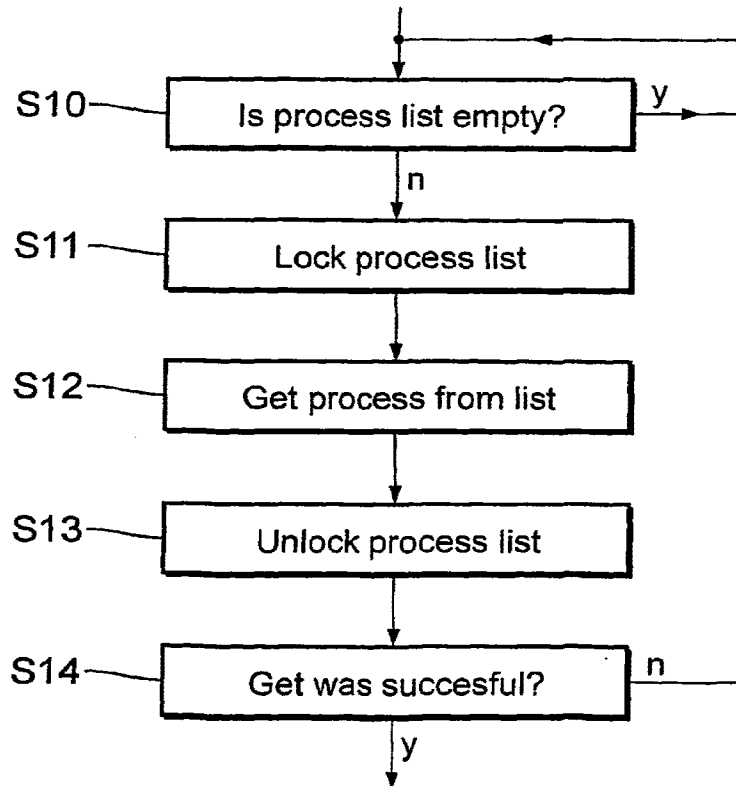 S10
Is process list empty?
y
n
S11
Lock process list
S12
Get process from list
S13
Unlock process list
S14
Get was succesful?
n
y